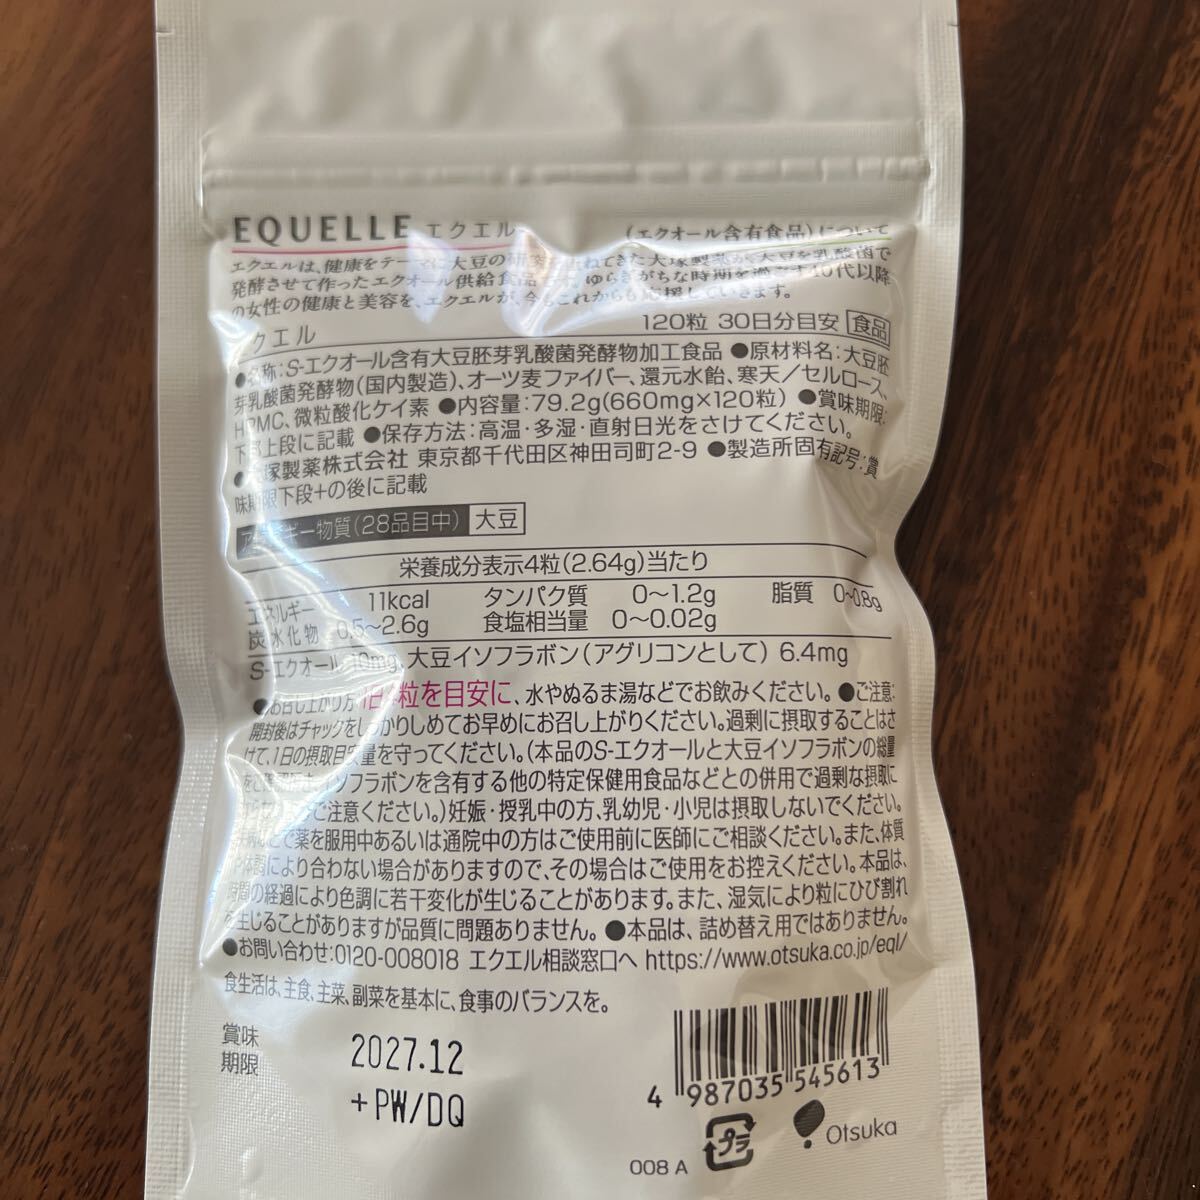 EQUELLE エクエル (エクオール含有食品)について
エクエルは、健康をテーマに大豆の研究 ねてきた大塚製薬が、大豆を乳酸菌で
発酵させて作ったエクオール供給食品 ゆらぎがちな時期を過ごす40代以降
の女性の健康と美容を、エクエルが、今もこれからも応援していきます。
クエル 120粒 30日分目安 食品
●名称:S-エクオール含有大豆胚芽乳酸菌発酵物加工食品 ●原材料名:大豆胚
芽乳酸菌発酵物(国内製造)、オーツ麦ファイバー、還元水飴、寒天/セルロース、
HPMC、微粒酸化ケイ素 ●内容量:79.2g(660mg×120粒) ●賞味期限:
下部上段に記載 ●保存方法:高温・多湿・直射日光をさけてください。
● 塚製薬株式会社 東京都千代田区神田司町2-9 ●製造所固有記号:賞
味期限下段+の後に記載
ア ギー物質(28品目中) 大豆
栄養成分表示4粒(2.64g)当たり
エネルギー 11kcal タンパク質 0~1.2g 脂質 0~0.8g
炭水化物 0.5~2.6g 食塩相当量 0~0.02g
S-エクオール 10mg、大豆イソフラボン(アグリコンとして) 6.4mg
●お召し上がり方 1日4粒を目安に、水やぬるま湯などでお飲みください。●ご注意:
開封後はチャックをしっかりしめてお早めにお召し上がりください。過剰に摂取することはさ
けて、1日の摂取目安量を守ってください。(本品のS-エクオールと大豆イソフラボンの総量
を イソフラボンを含有する他の特定保健用食品などとの併用で過剰な摂取に
ご注意ください。)妊娠・授乳中の方、乳幼児・小児は摂取しないでください。
で薬を服用中あるいは通院中の方はご使用前に医師にご相談ください。また、体質
や体調により合わない場合がありますので、その場合はご使用をお控えください。本品は、
時間の経過により色調に若干変化が生じることがあります。また、湿気により粒にひび割れ
を生じることがありますが品質に問題ありません。●本品は、詰め替え用ではありません。
●お問い合わせ:0120-008018 エクエル相談窓口へ https://www.otsuka.co.jp/eql/
食生活は、主食、主菜、副菜を基本に、食事のバランスを。
賞味
期限
2027.12
+PW/DQ
4 987035 545613
プラ
Otsuka
008 A